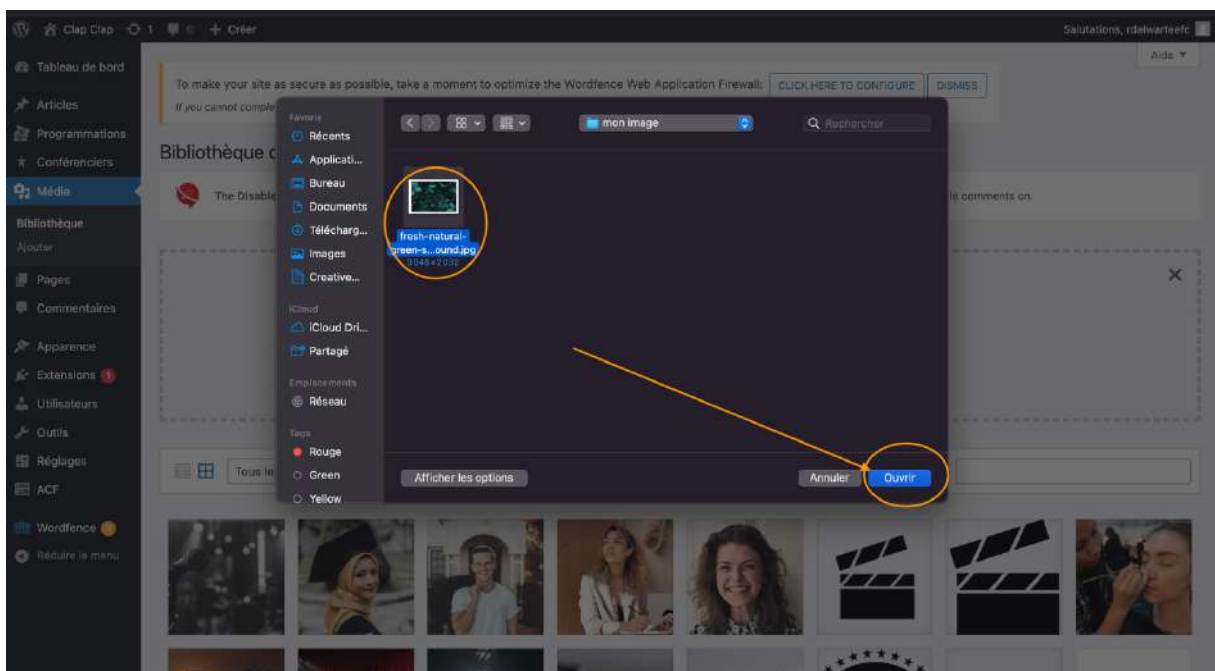 Clap Clap 1 0 + Créer
Salutations, rdelwarteefc
Aide
Tableau de bord
Articles
Programmations
Conférenciers
Média
Bibliothèque
Ajouter
Pages
Commentaires
Apparence
Extensions 1
Utilisateurs
Outils
Réglages
ACF
Wordfence
Réduire le menu
To make your site as secure as possible, take a moment to optimize the Wordfence Web Application Firewall: CLICK HERE TO CONFIGURE DISMISS
If you cannot comple
Bibliothèque d
The Disable
le comments on.
Tous le
Favoris
Récents
Applicati...
Bureau
Documents
Télécharg...
Images
Creative...
iCloud
iCloud Dri...
Partagé
Emplacements
Réseau
Tags
Rouge
Green
Yellow
mon image
Rechercher
fresh-natural-
green-s...ound.jpg
Afficher les options
Annuler
Ouvrir